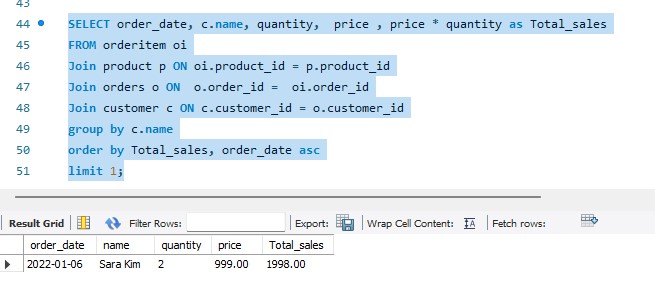 43
44 SELECT order_date, c.name, quantity,  price , price * quantity as Total_sales
45 FROM orderitem oi
46 Join product p ON oi.product_id = p.product_id
47 Join orders o ON  o.order_id =  oi.order_id
48 Join customer c ON c.customer_id = o.customer_id
49 group by c.name
50 order by Total_sales, order_date asc
51 limit 1;
Result Grid Filter Rows: Export: Wrap Cell Content: IA Fetch rows:
order_date name quantity price Total_sales
2022-01-06 Sara Kim 2 999.00 1998.00